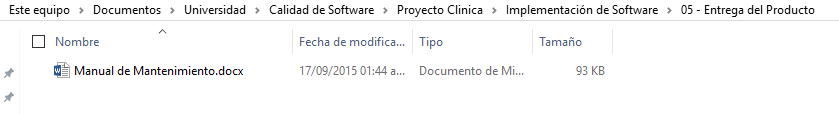 Este equipo > Documentos > Universidad > Calidad de Software > Proyecto Clinica > Implementación de Software > 05 - Entrega del Producto
Nombre Fecha de modifica... Tipo Tamaño
Manual de Mantenimiento.docx 17/09/2015 01:44 a... Documento de Mi... 93 KB